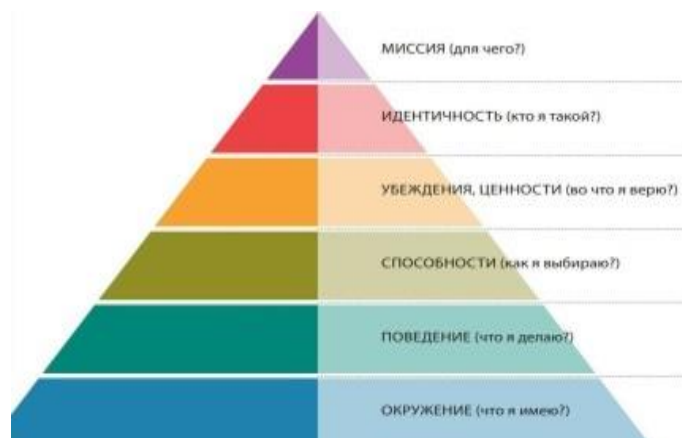 МИССИЯ (для чего?)
ИДЕНТИЧНОСТЬ (кто я такой?)
УБЕЖДЕНИЯ, ЦЕННОСТИ (во что я верю?)
СПОСОБНОСТИ (как я выбираю?)
ПОВЕДЕНИЕ (что я делаю?)
ОКРУЖЕНИЕ (что я имею?)